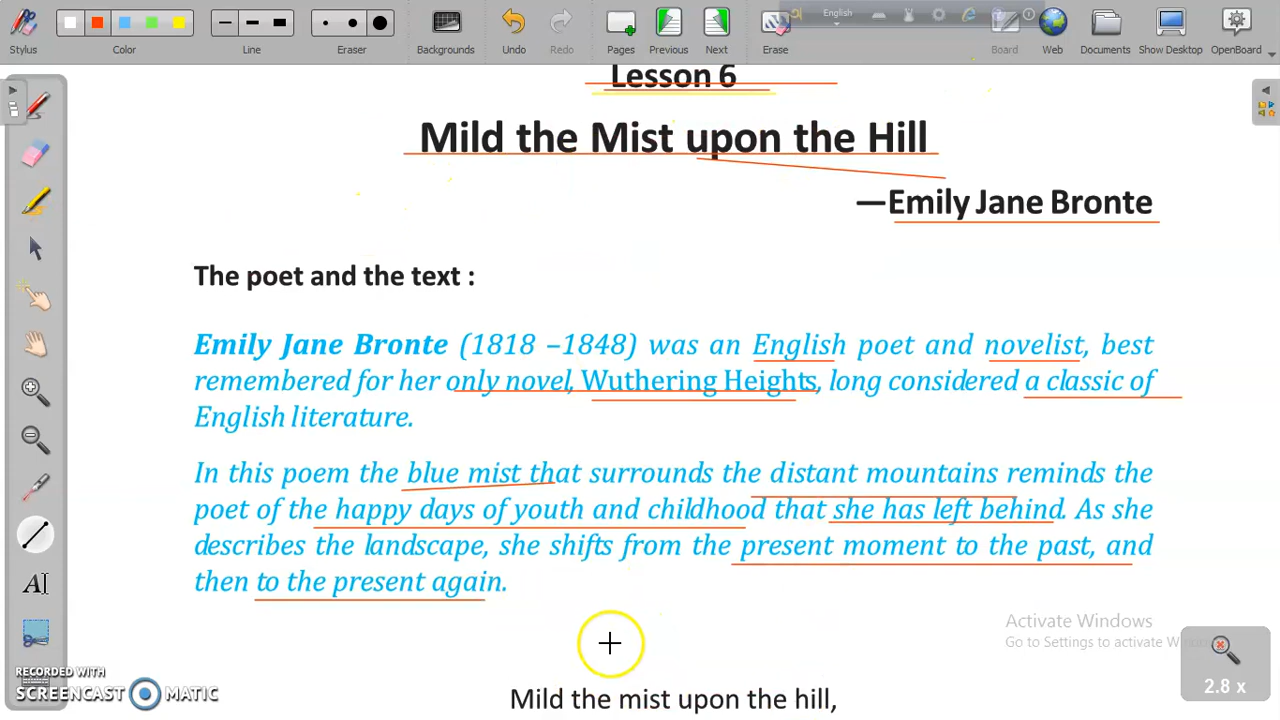 Stylus
Color
Line
Eraser
Backgrounds
Undo
Redo
Pages
Previous
Next
Erase
English
Board
Web
Documents
Show Desktop
OpenBoard
Lesson 6
Mild the Mist upon the Hill
—Emily Jane Bronte
The poet and the text :
Emily Jane Bronte (1818 –1848) was an English poet and novelist, best
remembered for her only novel, Wuthering Heights, long considered a classic of
English literature.
In this poem the blue mist that surrounds the distant mountains reminds the
poet of the happy days of youth and childhood that she has left behind. As she
describes the landscape, she shifts from the present moment to the past, and
then to the present again.
Activate Windows
Go to Settings to activate
2.8 x
RECORDED WITH
SCREENCAST MATIC
Mild the mist upon the hill,